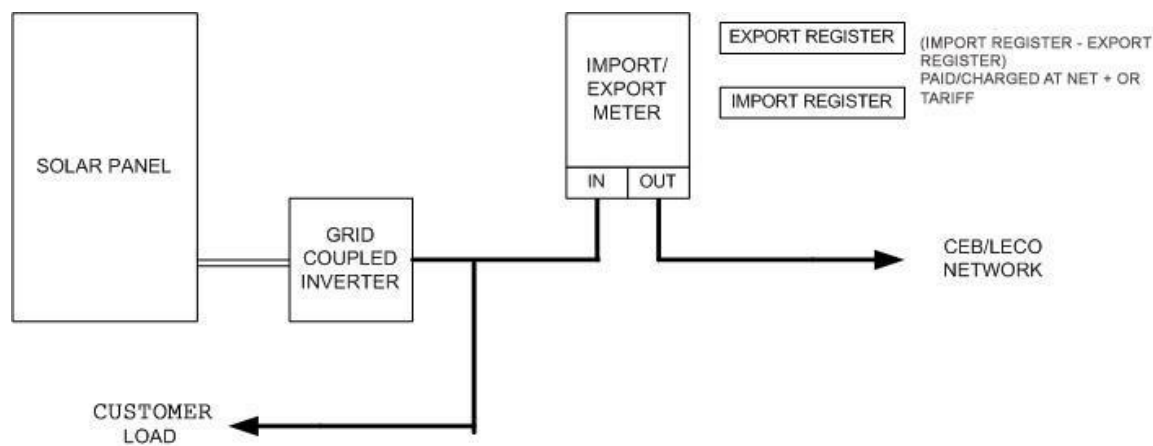 SOLAR PANEL
GRID
COUPLED
INVERTER
CUSTOMER
LOAD
IMPORT/
EXPORT
METER
IN
OUT
EXPORT REGISTER
IMPORT REGISTER
(IMPORT REGISTER - EXPORT
REGISTER)
PAID/CHARGED AT NET + OR
TARIFF
CEB/LECO
NETWORK